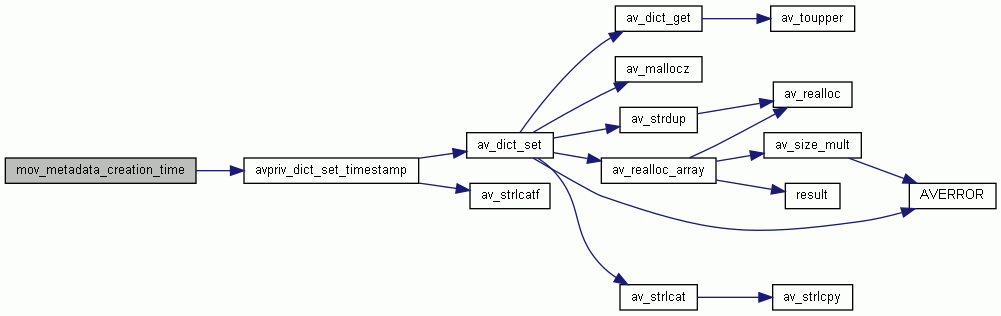 av_dict_get
av_toupper
av_mallocz
av_realloc
av_strdup
av_dict_set
av_size_mult
mov_metadata_creation_time
avpriv_dict_set_timestamp
av_realloc_array
av_strlcatf
result
AVERROR
av_strlcat
av_strlcpy